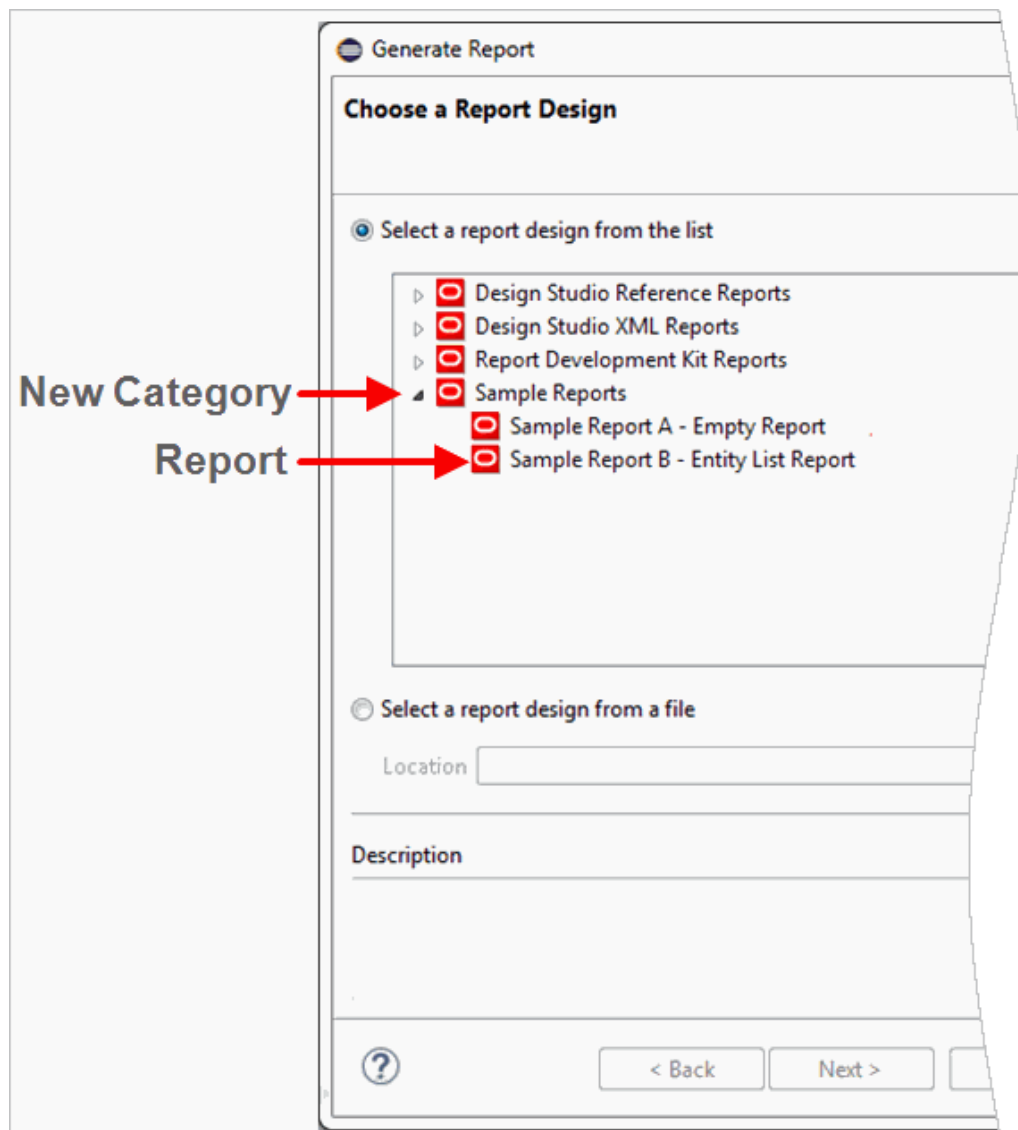 Generate Report
Choose a Report Design
Select a report design from the list
Design Studio Reference Reports
Design Studio XML Reports
Report Development Kit Reports
New Category
Sample Reports
Sample Report A - Empty Report
Report
Sample Report B - Entity List Report
Select a report design from a file
Location
Description
?
< Back
Next >